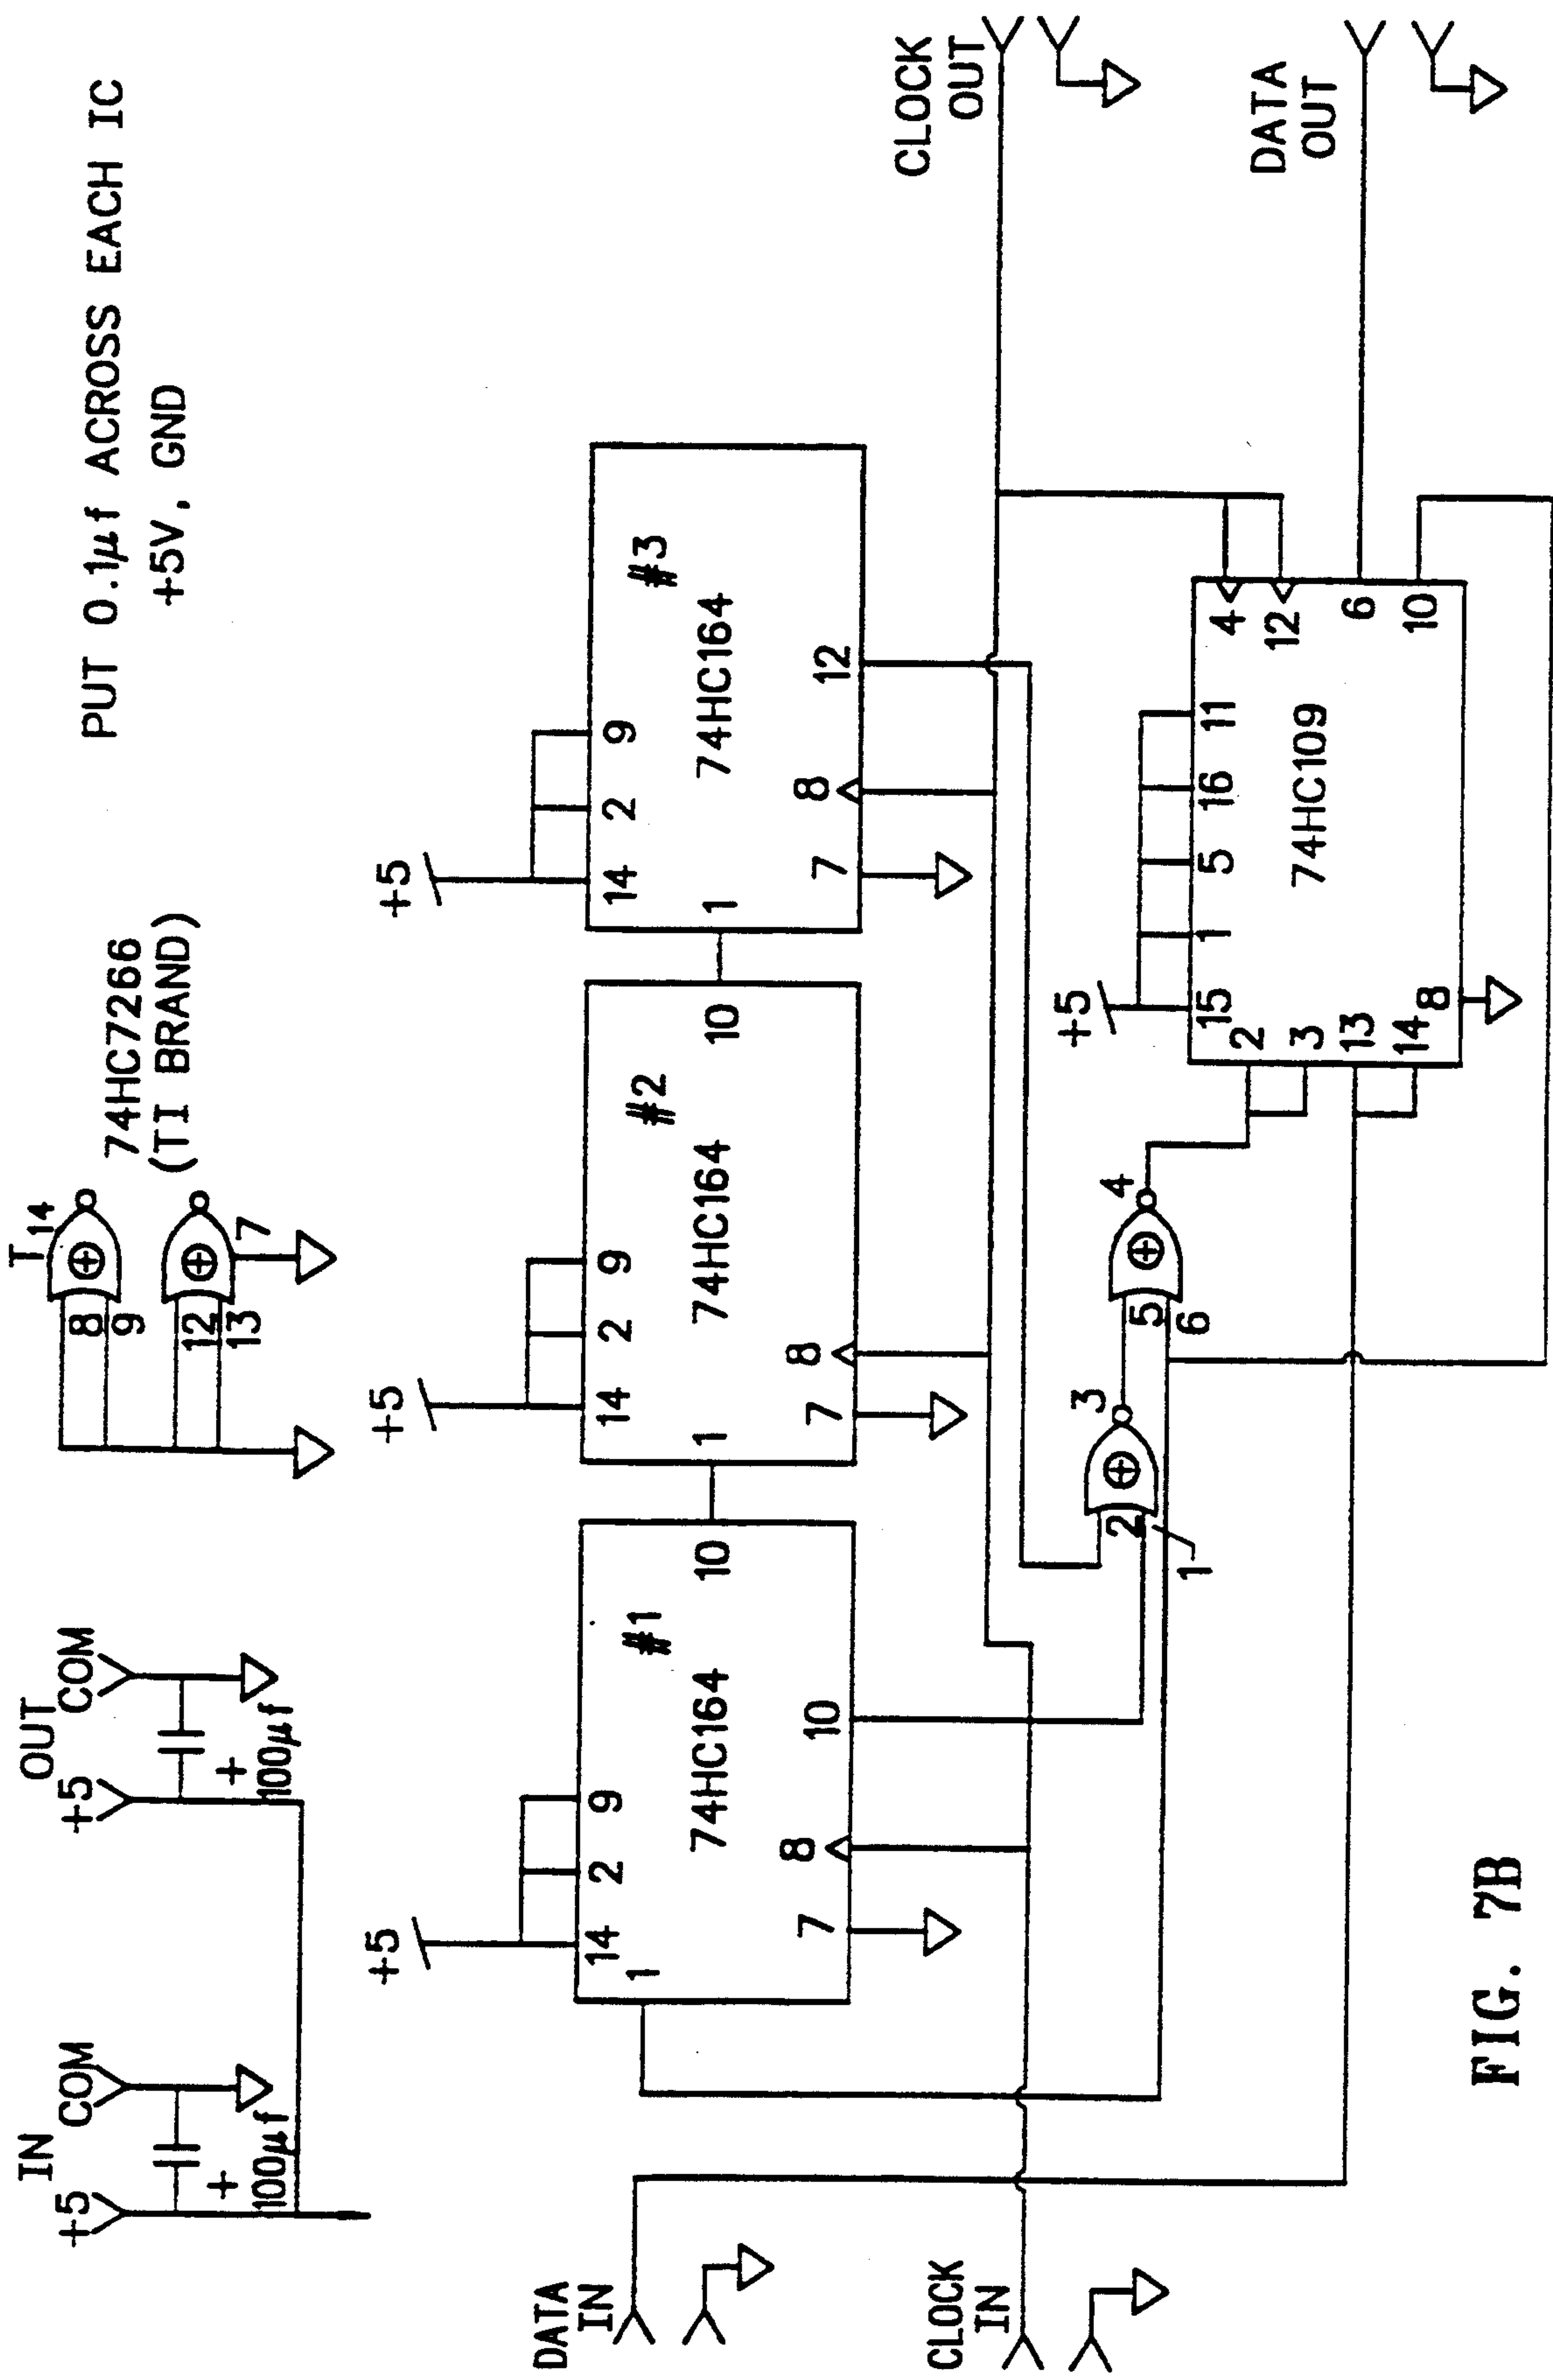 IN
+5 COM
100µf
+
OUT
+5 COM
100µf
+
T
14
8
9
12
13
7
74HC7266
(TI BRAND)
PUT 0.1µf ACROSS EACH IC
+5V, GND
+5
14 2 9
1
#1
74HC164
10
7 8 10
+5
14 2 9
1
#2
74HC164
10
7 8
+5
14 2 9
1
#3
74HC164
7 8 12
DATA
IN
CLOCK
IN
2
1
3
5
6
4
+5
15 1 5 16 11
2
3
13
14
8
74HC109
4
12
6
10
CLOCK
OUT
DATA
OUT
FIG. 7B